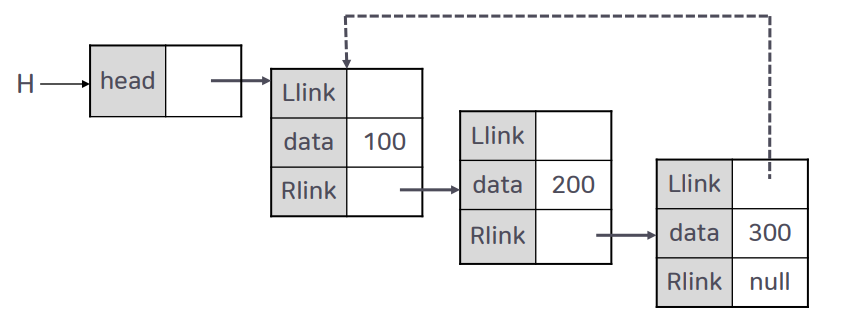 H
head
Llink
data 100
Rlink
Llink
data 200
Rlink
Llink
data 300
Rlink null